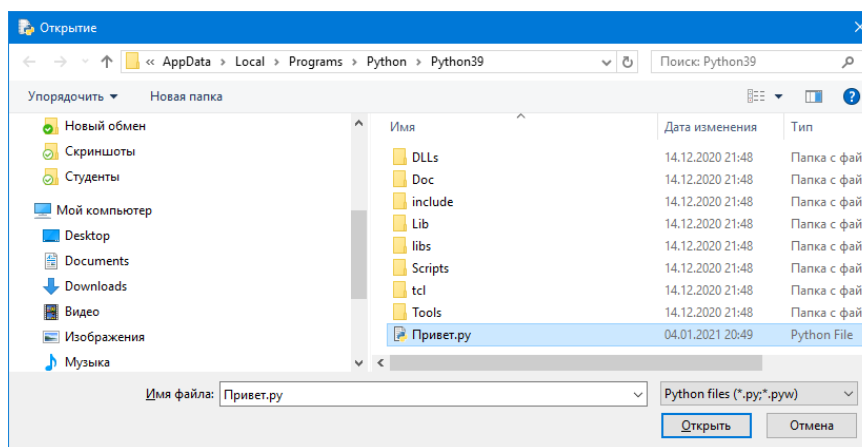 Открытие
« AppData › Local › Programs › Python › Python39
Поиск: Python39
Упорядочить
Новая папка
Новый обмен
Скриншоты
Студенты
Мой компьютер
Desktop
Documents
Downloads
Видео
Изображения
Музыка
Имя Дата изменения Тип
DLLs 14.12.2020 21:48 Папка с фай
Doc 14.12.2020 21:48 Папка с фай
include 14.12.2020 21:48 Папка с фай
Lib 14.12.2020 21:48 Папка с фай
libs 14.12.2020 21:48 Папка с фай
Scripts 14.12.2020 21:48 Папка с фай
tcl 14.12.2020 21:48 Папка с фай
Tools 14.12.2020 21:48 Папка с фай
Привет.py 04.01.2021 20:49 Python File
Имя файла: Привет.py
Python files (*.py;*.pyw)
Открыть Отмена